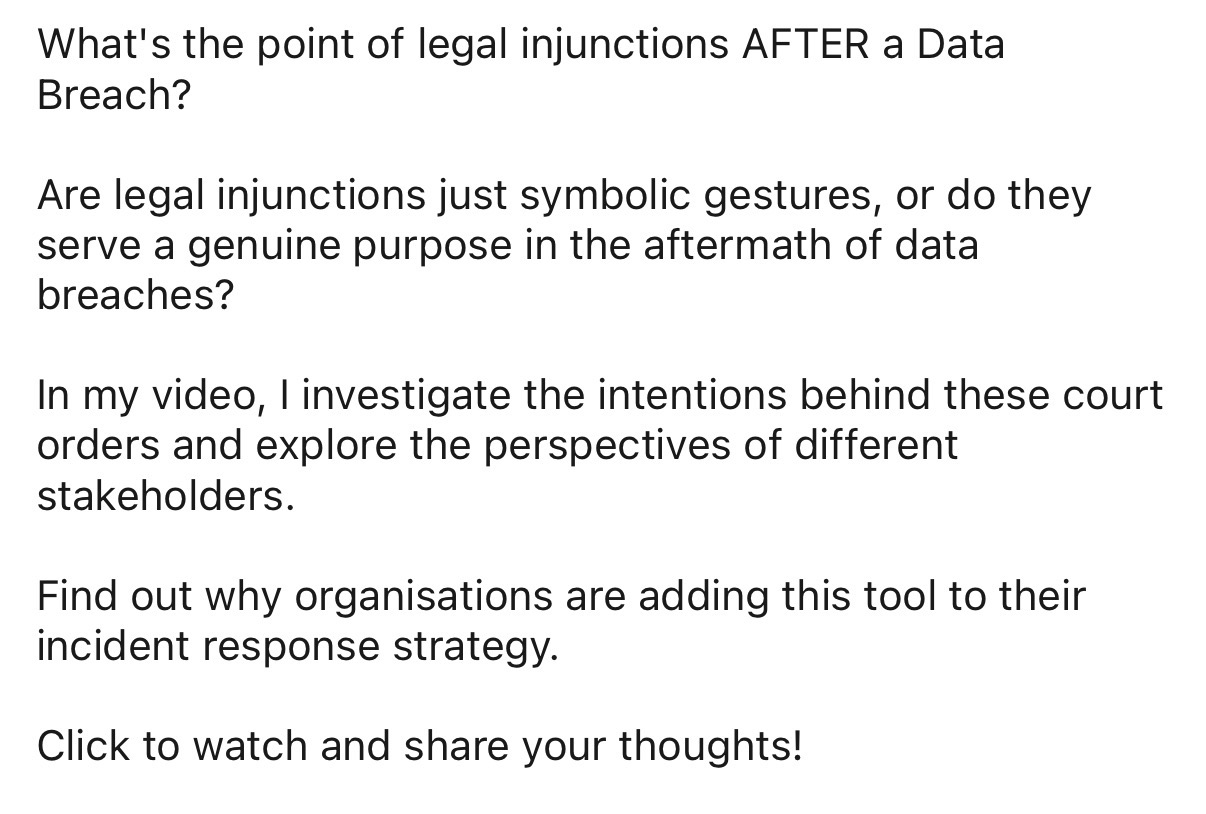 What's the point of legal injunctions AFTER a Data
Breach?
Are legal injunctions just symbolic gestures, or do they
serve a genuine purpose in the aftermath of data
breaches?
In my video, I investigate the intentions behind these court
orders and explore the perspectives of different
stakeholders.
Find out why organisations are adding this tool to their
incident response strategy.
Click to watch and share your thoughts!